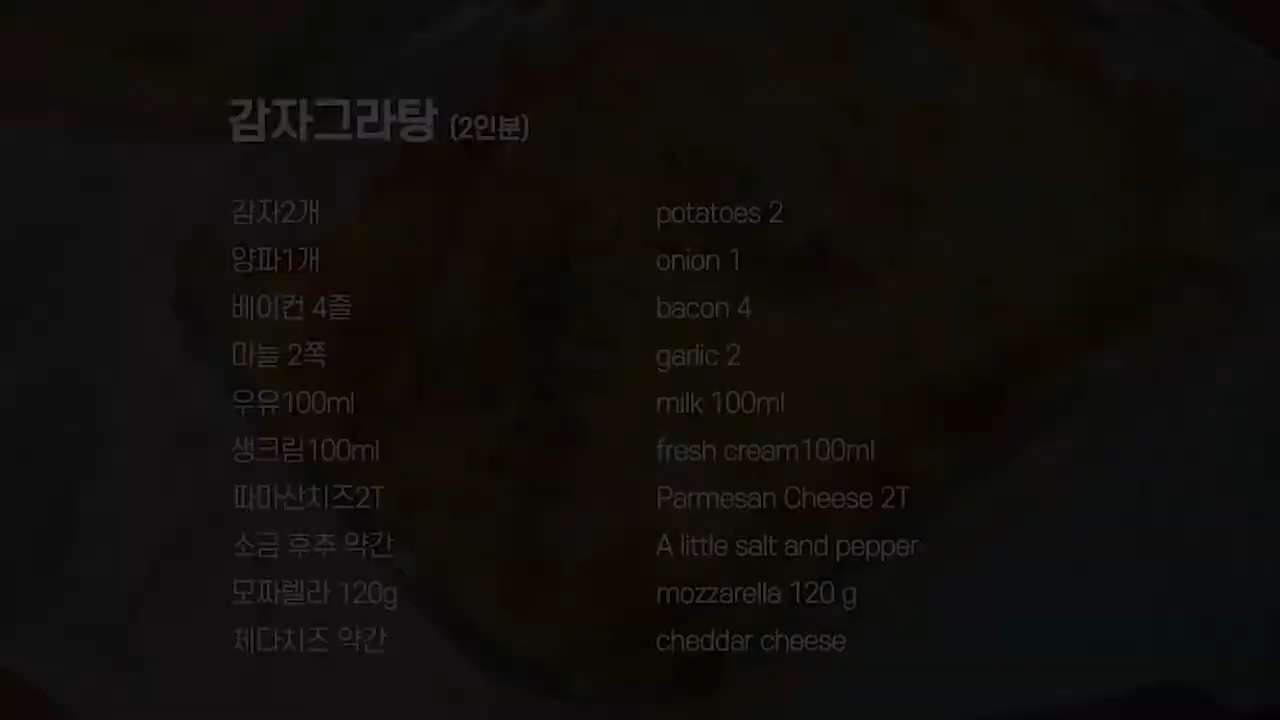 감자그라탕 (2인분)
감자2개 potatoes 2
양파1개 onion 1
베이컨 4줄 bacon 4
마늘 2쪽 garlic 2
우유100ml milk 100ml
생크림100ml fresh cream100ml
파마산치즈2T Parmesan Cheese 2T
소금 후추 약간 A little salt and pepper
모짜렐라 120g mozzarella 120 g
체다치즈 약간 cheddar cheese